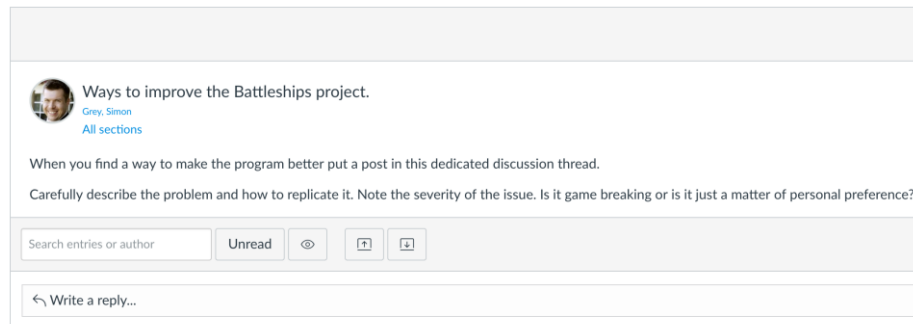 Ways to improve the Battleships project.
Grey, Simon
All sections
When you find a way to make the program better put a post in this dedicated discussion thread.
Carefully describe the problem and how to replicate it. Note the severity of the issue. Is it game breaking or is it just a matter of personal preference?
Search entries or author
Unread
Write a reply...